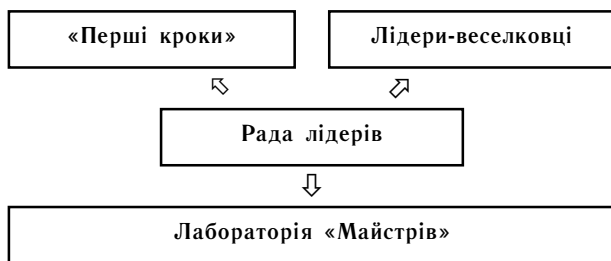 «Перші кроки»
Лідери-веселковці
Рада лідерів
Лабораторія «Майстрів»